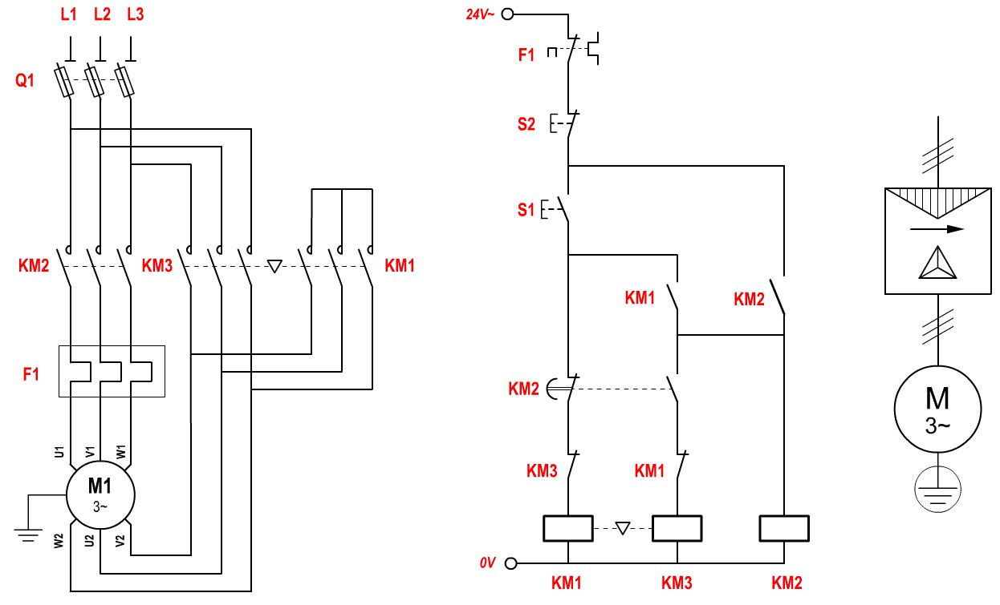 L1 L2 L3
Q1
KM2 KM3 KM1
F1
U1 V1 W1
M1
3~
W2 U2 V2
24V~
F1
S2
S1
KM1 KM2
KM2
KM3 KM1
0V
KM1 KM3 KM2
M
3~